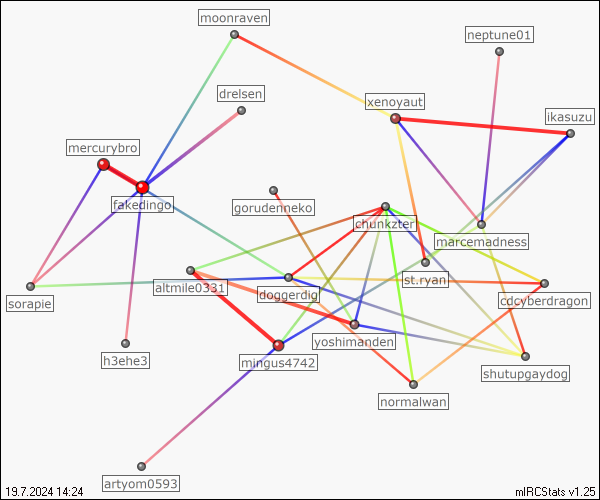 moonraven
neptune01
drelsen
xenoyaut
ikasuzu
mercurybro
fakedingo
gorudenneko
chunkzter
marcemadness
st.ryan
sorapie
altmile0331
doggerdig
cdcyberdragon
yoshimanden
h3ehe3
mingus4742
shutupgaydog
normalwan
artyom0593
19.7.2024 14:24
mIRCStats v1.25